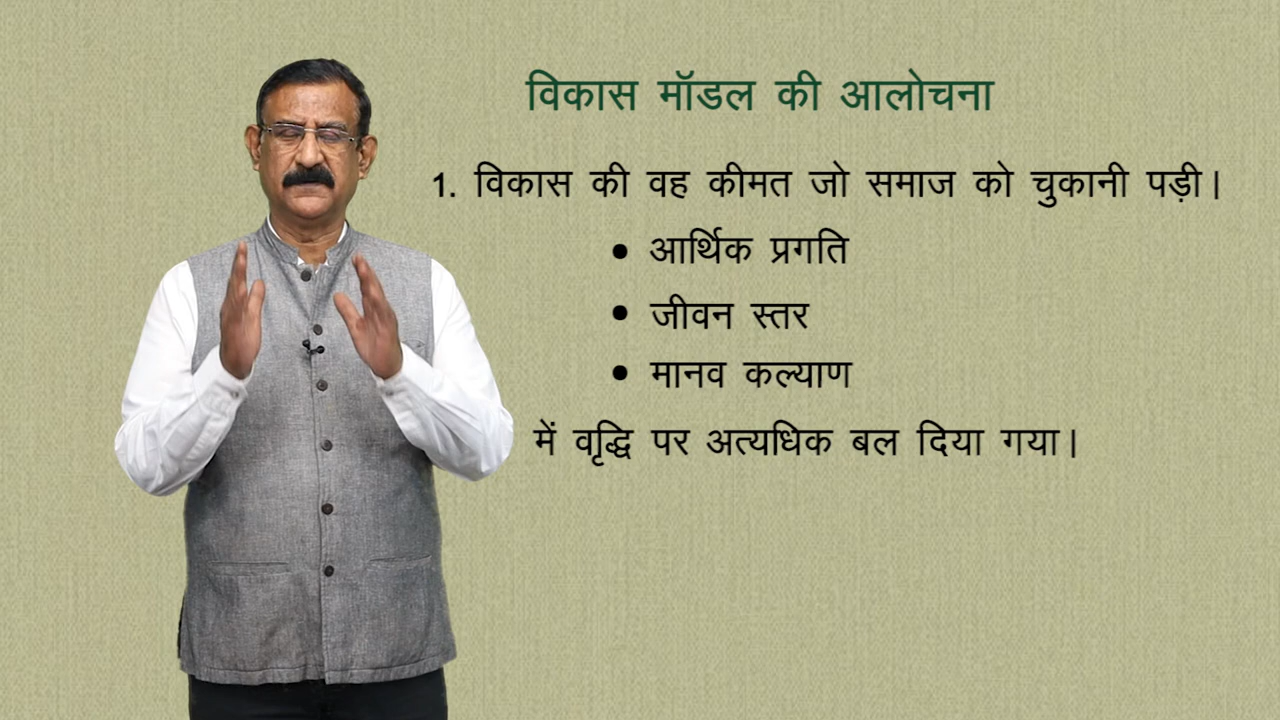 विकास मॉडल की आलोचना
1. विकास की वह कीमत जो समाज को चुकानी पड़ी।
• आर्थिक प्रगति
• जीवन स्तर
• मानव कल्याण
में वृद्धि पर अत्यधिक बल दिया गया।